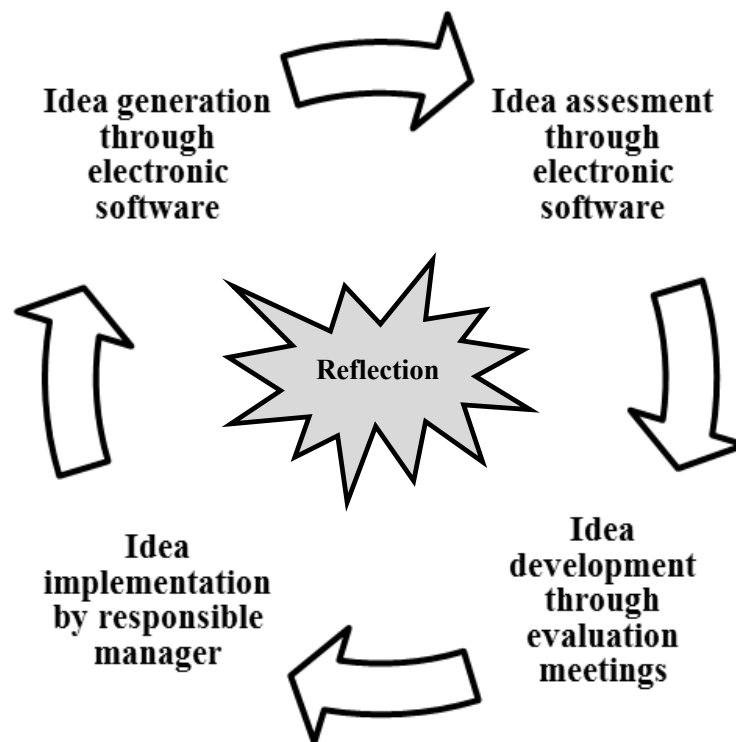 Idea generation
through
electronic
software
Idea assesment
through
electronic
software
Reflection
Idea
development
through
evaluation
meetings
Idea
implementation
by responsible
manager